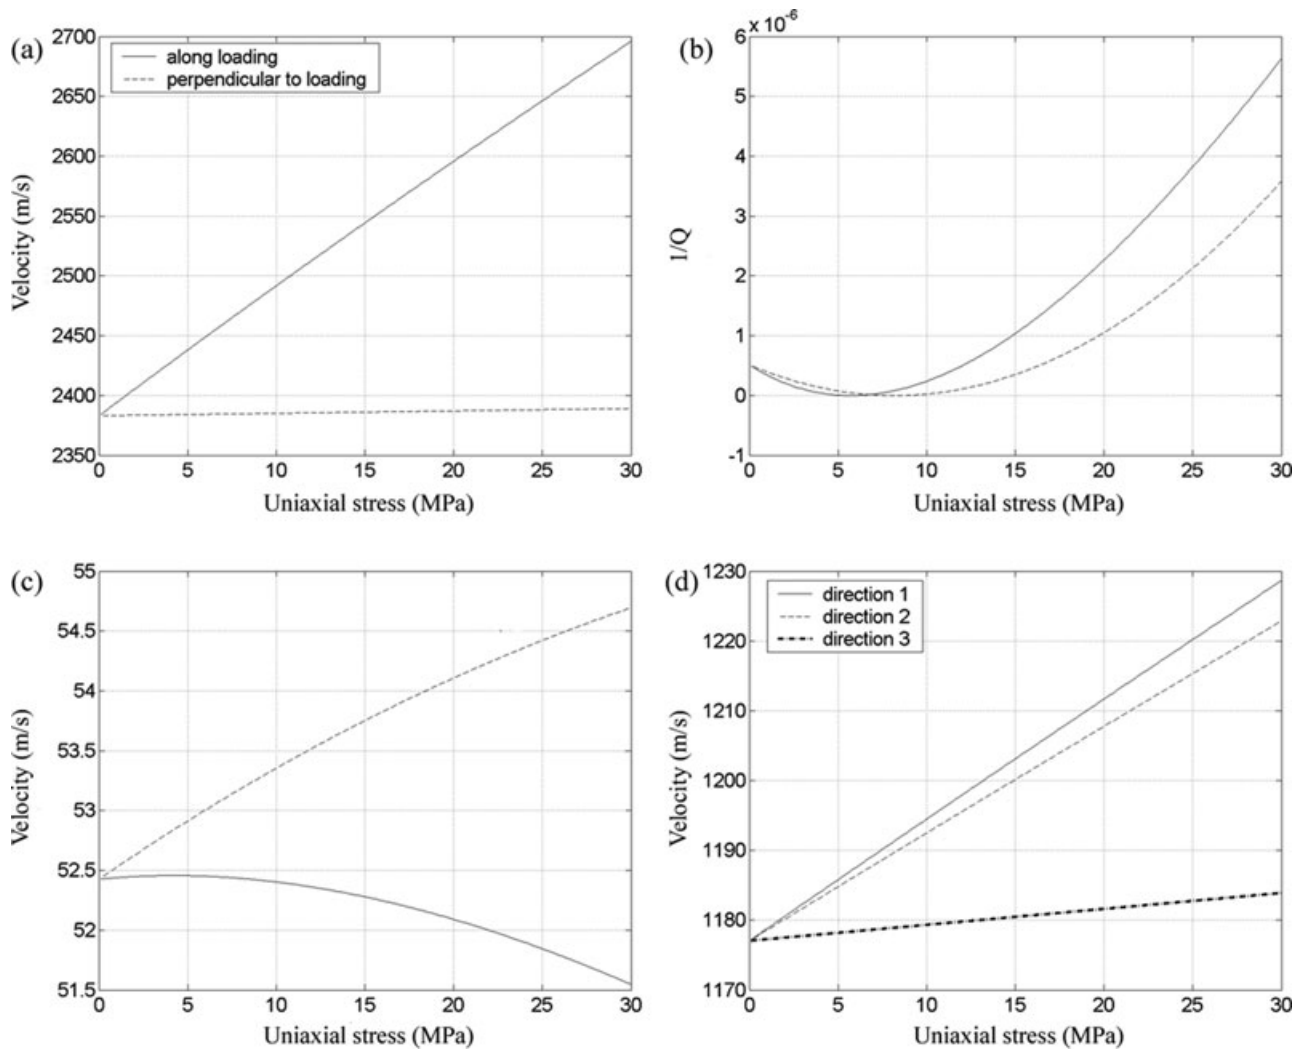 (a)
2700
2650
2600
2550
2500
2450
2400
2350
Velocity (m/s)
along loading
perpendicular to loading
0 5 10 15 20 25 30
Uniaxial stress (MPa)
(b)
x 10^-6
6
5
4
3
2
1
0
-1
1/Q
0 5 10 15 20 25 30
Uniaxial stress (MPa)
(c)
55
54.5
54
53.5
53
52.5
52
51.5
Velocity (m/s)
0 5 10 15 20 25 30
Uniaxial stress (MPa)
(d)
1230
1220
1210
1200
1190
1180
1170
Velocity (m/s)
direction 1
direction 2
direction 3
0 5 10 15 20 25 30
Uniaxial stress (MPa)